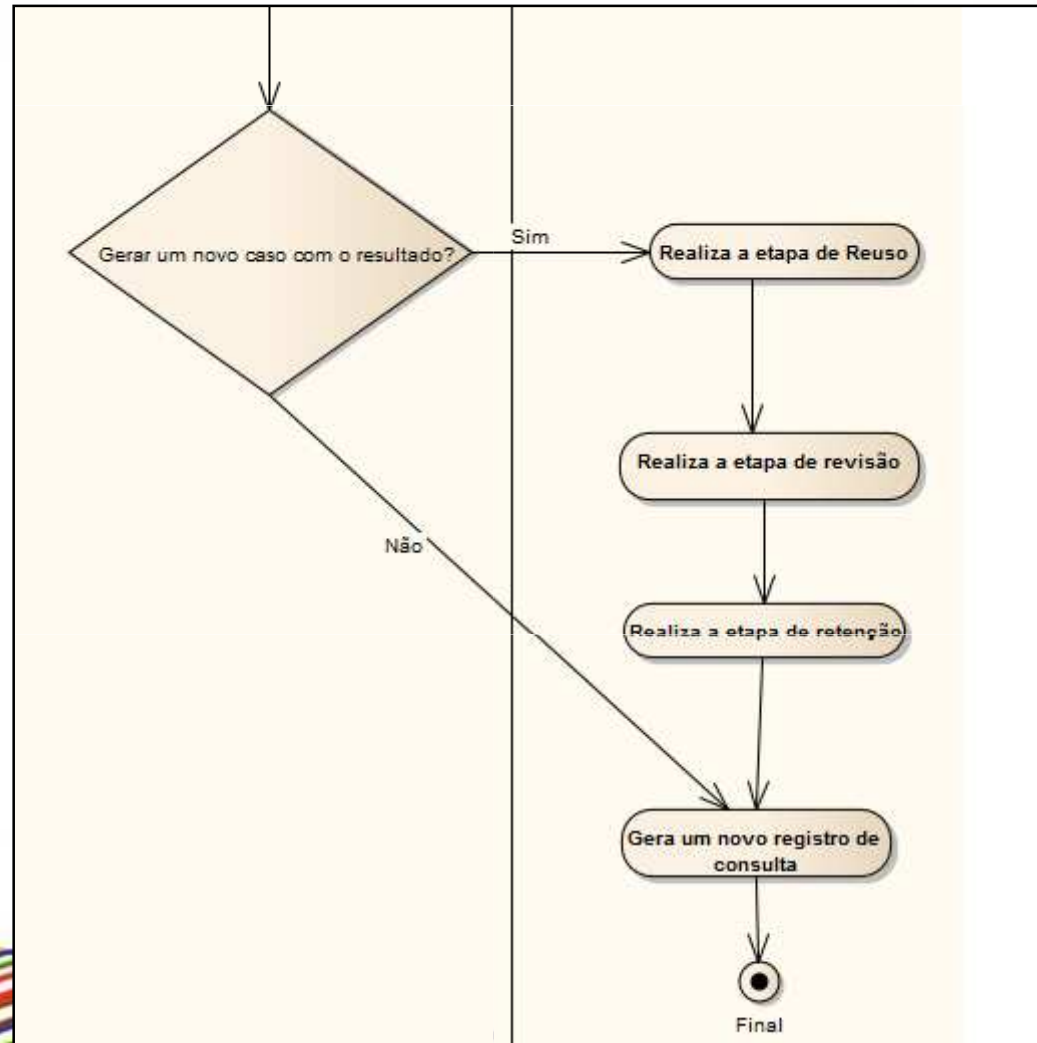 Gerar um novo caso com o resultado?
Sim
Realiza a etapa de Reuso
Realiza a etapa de revisão
Não
Realiza a etapa de retenção
Gera um novo registro de
consulta
Final